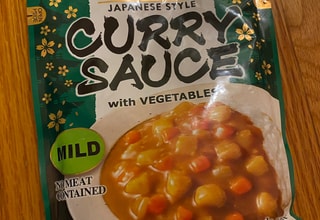 JAPANESE STYLE
CURRY
SAUCE
with VEGETABLES
MILD
NO MEAT
CONTAINED